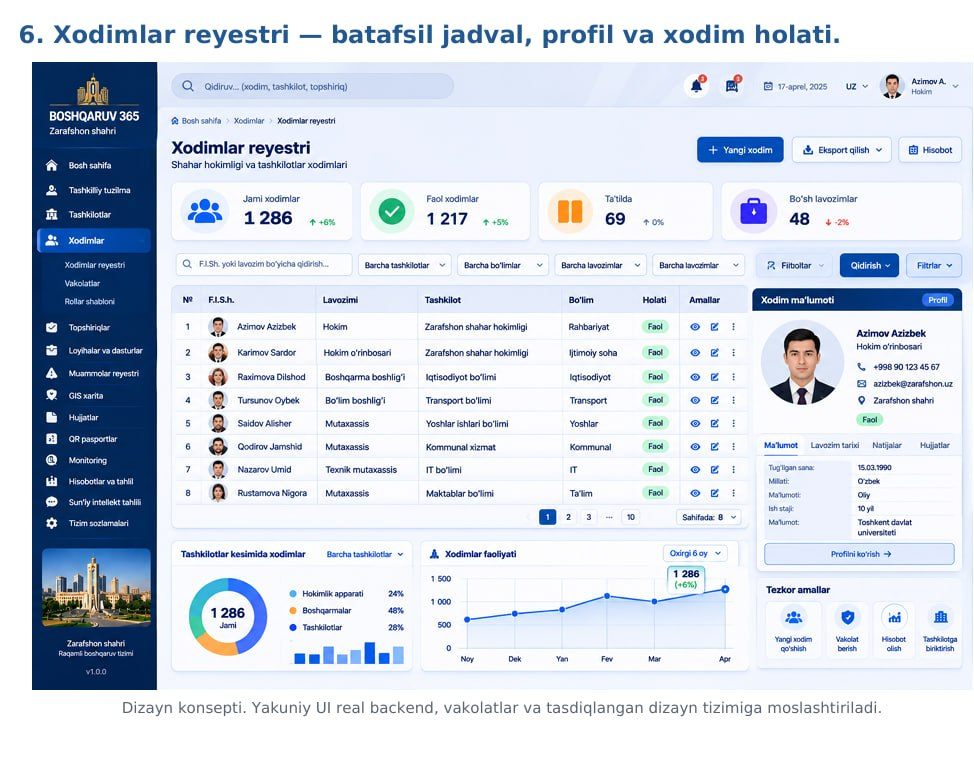 6. Xodimlar reyestri — batafsil jadval, profil va xodim holati.
BOSHQARUV 365
Zarafshon shahri
Bosh sahifa
Tashkilliy tuzilma
Tashkilotlar
Xodimlar
Xodimlar reyestri
Vakolatlar
Rollar shabloni
Topshiriqlar
Loyihalar va dasturlar
Muammolar reyestri
GIS xarita
Hujjatlar
QR pasportlar
Monitoring
Hisobotlar va tahlil
Sun'iy intellekt tahlili
Tizim sozlamalari
Zarafshon shahri
Raqamli boshqaruv tizimi
v1.0.0
Qidiruv... (xodim, tashkilot, topshiriq)
17-aprel, 2025
UZ
Azimov A.
Hokim
Bosh sahifa > Xodimlar > Xodimlar reyestri
Xodimlar reyestri
Shahar hokimligi va tashkilotlar xodimlari
+ Yangi xodim
Eksport qilish
Hisobot
Jami xodimlar
1 286 ↑ +6%
Faol xodimlar
1 217 ↑ +5%
Ta'tilda
69 ↑ 0%
Bo'sh lavozimlar
48 ↓ -2%
F.I.Sh. yoki lavozim bo'yicha qidirish...
Barcha tashkilotlar
Barcha bo'limlar
Barcha lavozimlar
Barcha lavozimlar
Qidirish
Filtrlar
№ F.I.Sh. Lavozimi Tashkilot Bo'lim Holati Amallar
1 Azimov Azizbek Hokim Zarafshon shahar hokimligi Rahbariyat Faol
2 Karimov Sardor Hokim o'rinbosari Zarafshon shahar hokimligi Ijtimoiy soha Faol
3 Raximova Dilshod Boshqarma boshlig'i Iqtisodiyot bo'limi Iqtisodiyot Faol
4 Tursunov Oybek Bo'lim boshlig'i Transport bo'limi Transport Faol
5 Saidov Alisher Mutaxassis Yoshlar ishlari bo'limi Yoshlar Faol
6 Qodirov Jamshid Mutaxassis Kommunal xizmat Kommunal Faol
7 Nazarov Umid Texnik mutaxassis IT bo'limi IT Faol
8 Rustamova Nigora Mutaxassis Maktablar bo'limi Ta'lim Faol
1 2 3 ... 10
Sahifada: 8
Xodim ma'lumoti
Profil
Azimov Azizbek
Hokim o'rinbosari
+998 90 123 45 67
azizbek@zarafshon.uz
Zarafshon shahri
Faol
Ma'lumot Lavozim tarixi Natijalar Hujjatlar
Tug'ilgan sana: 15.03.1990
Millati: O'zbek
Ma'lumoti: Oliy
Ish staji: 10 yil
Ma'lumot: Toshkent davlat
universiteti
Profilni ko'rish →
Tashkilotlar kesimida xodimlar
Barcha tashkilotlar
1 286
Jami
Hokimlik apparati 24%
Boshqarmalar 48%
Tashkilotlar 28%
Xodimlar faoliyati
Oxirgi 6 oy
1 286
(+6%)
1 500
1 000
500
0
Noy Dek Yan Fev Mar Apr
Tezkor amallar
Yangi xodim
qo'shish
Vakolat
berish
Hisobot
olish
Tashkilotga
biriktirish
Dizayn konsepti. Yakuniy UI real backend, vakolatlar va tasdiqlangan dizayn tizimiga moslashtiriladi.